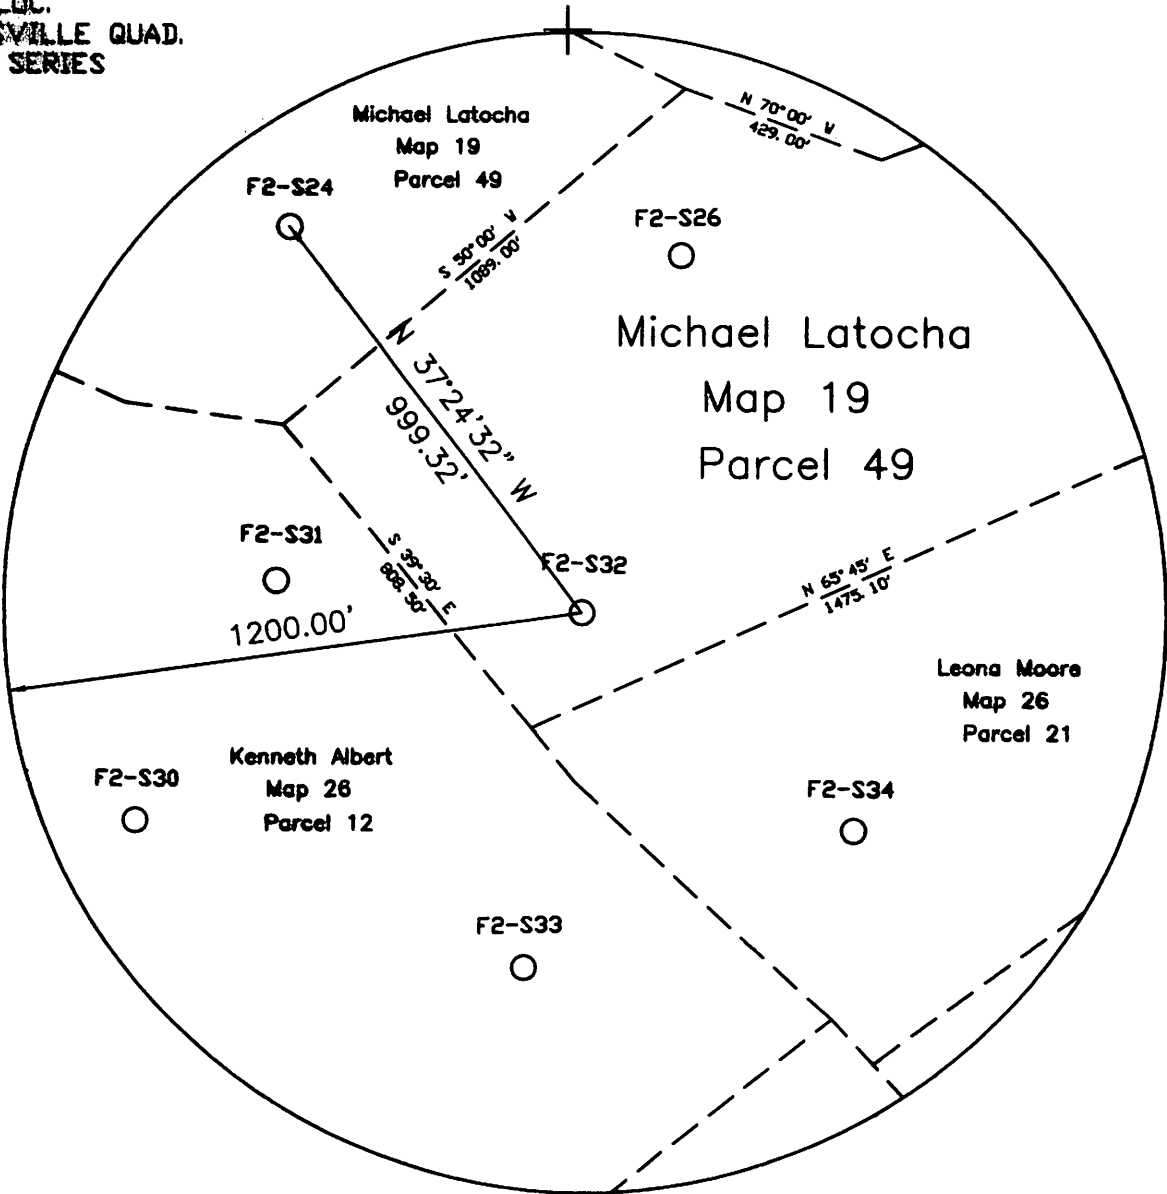 QUAD.
SERIES
Michael Latocha
Map 19
Parcel 49
N 70°00' W
429.00'
F2-S24
F2-S26
S 50°00' W
1089.00'
Michael Latocha
Map 19
Parcel 49
N 37°24'32" W
999.32'
F2-S31
S 39°30' E
808.50'
F2-S32
N 65°45' E
1475.10'
1200.00'
Leona Moore
Map 26
Parcel 21
Kenneth Albert
Map 26
Parcel 12
F2-S30
F2-S34
F2-S33